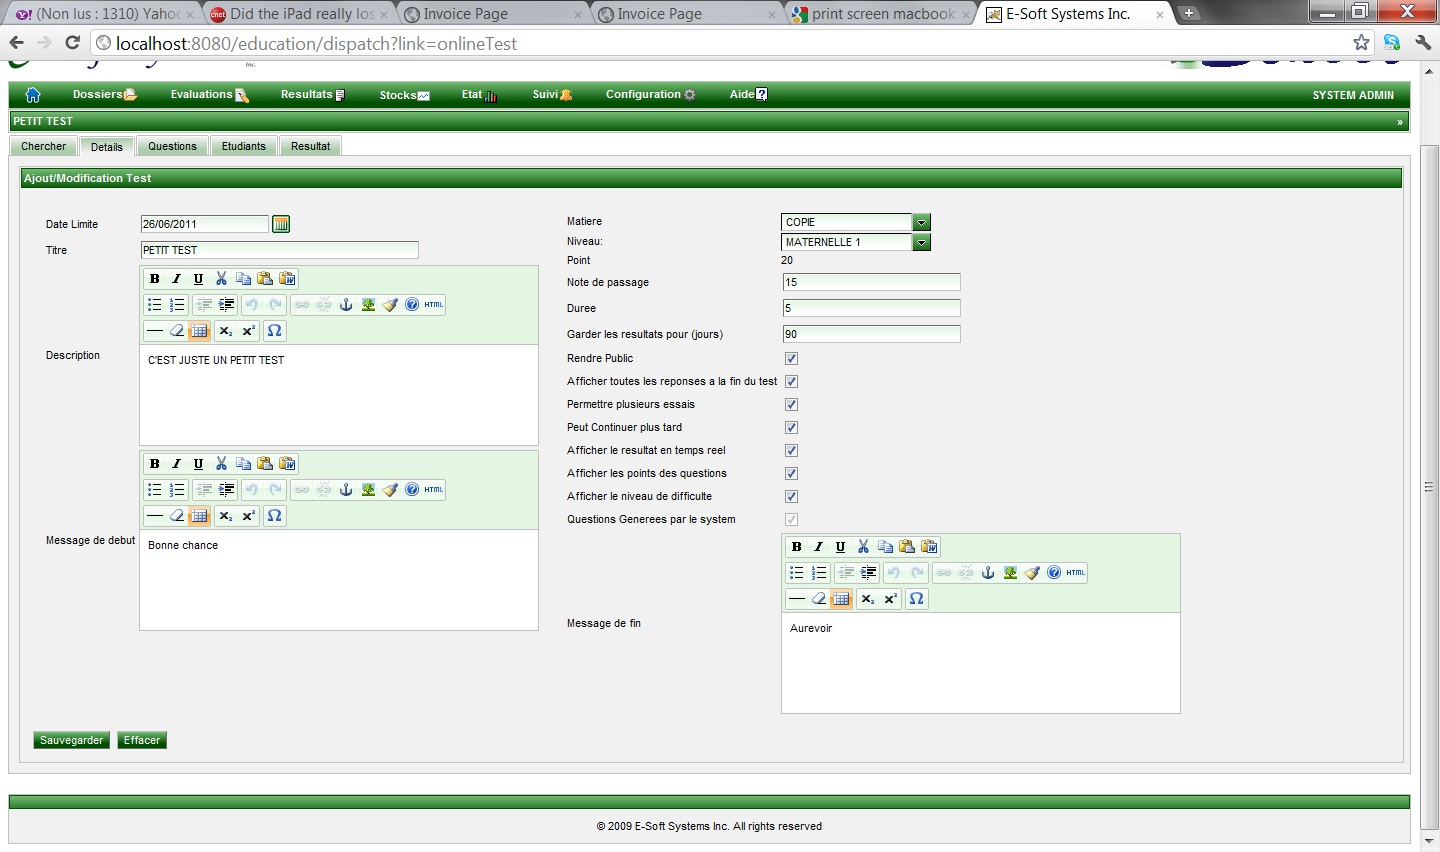 (Non lus : 1310) Yahoo
Did the iPad really los
Invoice Page
Invoice Page
print screen macbook
E-Soft Systems Inc.
localhost:8080/education/dispatch?link=onlineTest
Inc.
Dossiers Evaluations Resultats Stocks Etat Suivi Configuration Aide SYSTEM ADMIN
PETIT TEST »
Chercher Details Questions Etudiants Resultat
Ajout/Modification Test
Date Limite 26/06/2011
Titre PETIT TEST
B I U
HTML
Description
C'EST JUSTE UN PETIT TEST
B I U
HTML
Message de debut
Bonne chance
Matiere COPIE
Niveau: MATERNELLE 1
Point 20
Note de passage 15
Duree 5
Garder les resultats pour (jours) 90
Rendre Public
Afficher toutes les reponses a la fin du test
Permettre plusieurs essais
Peut Continuer plus tard
Afficher le resultat en temps reel
Afficher les points des questions
Afficher le niveau de difficulte
Questions Generees par le system
B I U
HTML
Message de fin
Aurevoir
Sauvegarder Effacer
© 2009 E-Soft Systems Inc. All rights reserved